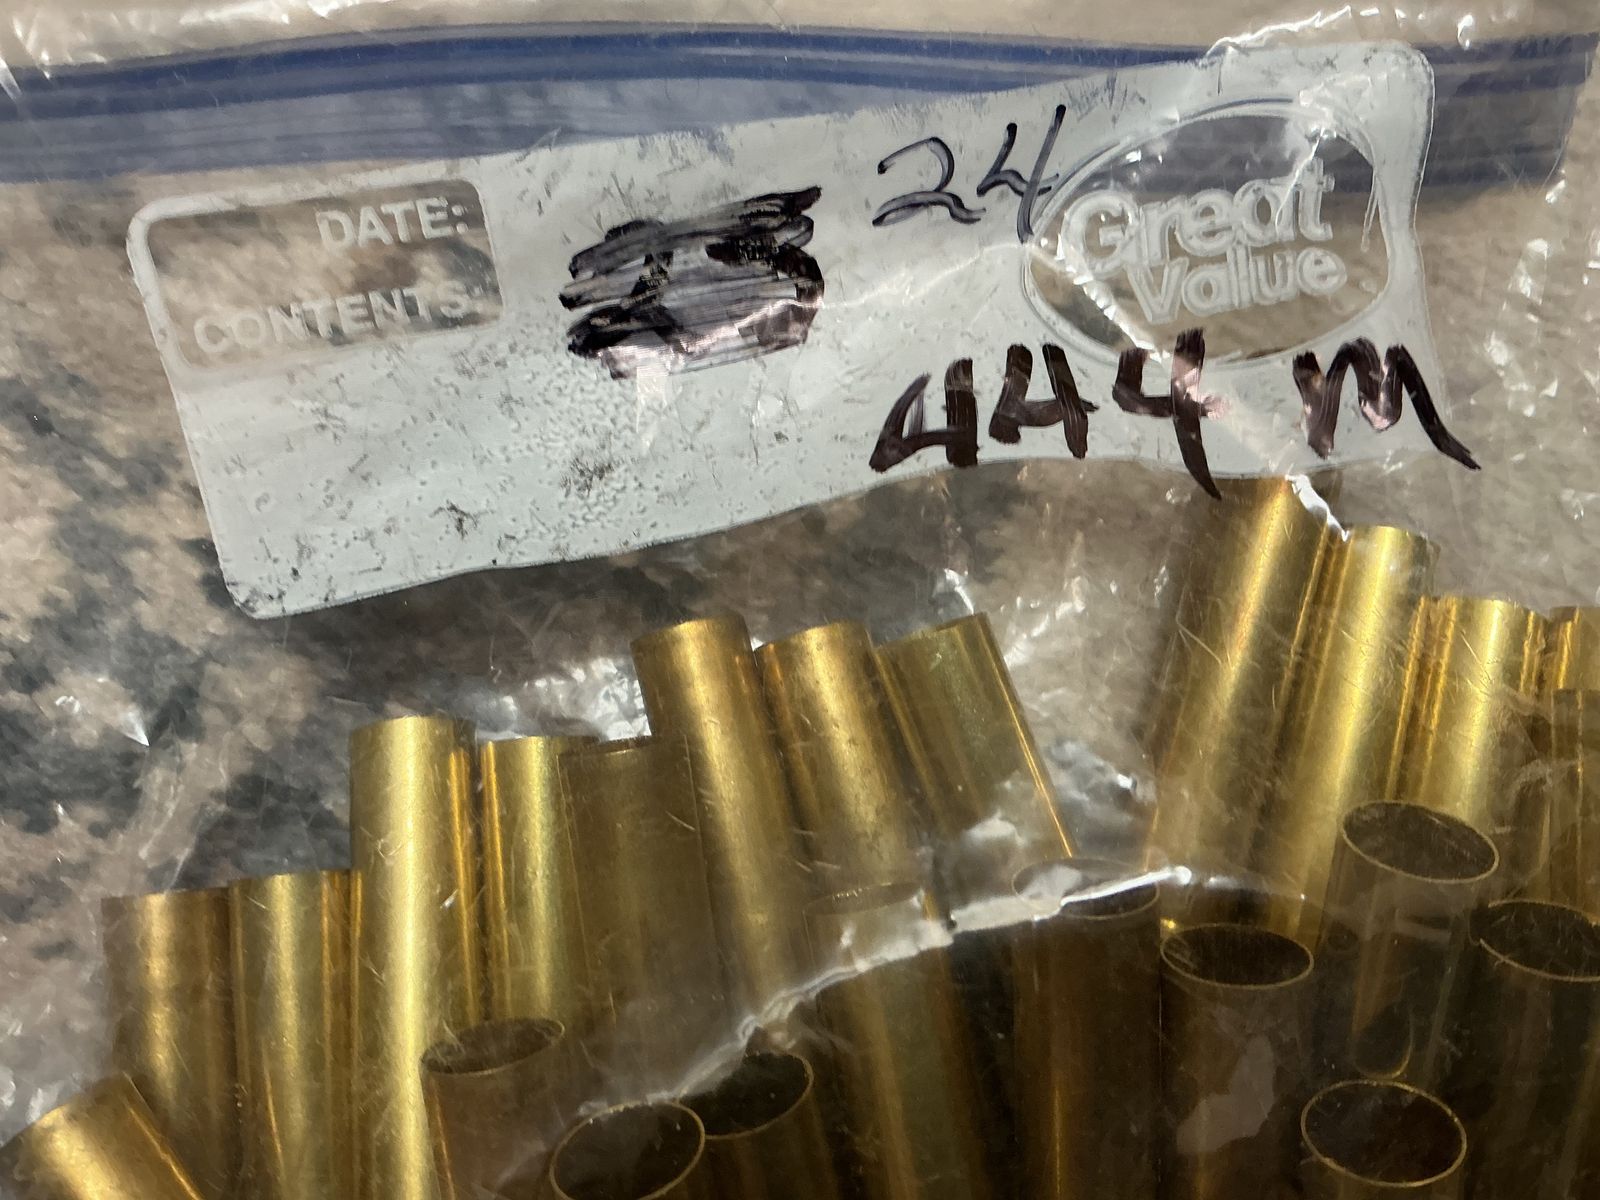 DATE:
CONTENTS:
24
Great
Value
444 M